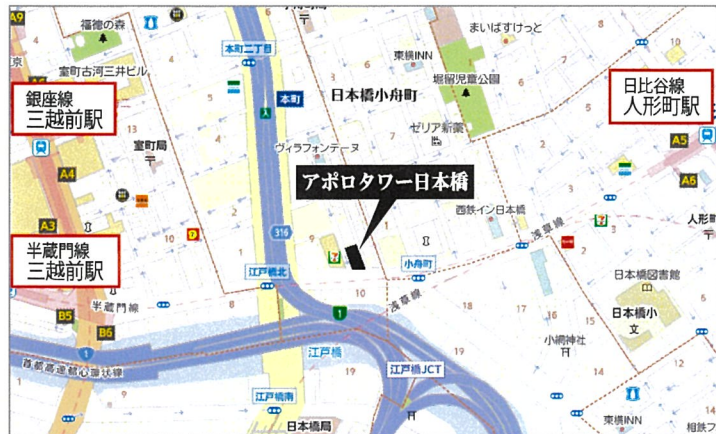 A9
福徳の森
まいばすけっと
本町二丁目
東横INN
室町古河三井ビル
堀留児童公園
銀座線
三越前駅
本町
日本橋小舟町
日比谷線
人形町駅
室町局
ゼリア新薬
A5
ヴィラフォンテーヌ
A4
アポロタワー日本橋
A6
A3
西鉄イン日本橋
人形町
半蔵門線
三越前駅
316
浅草線
江戸橋北
小舟町
日本橋図書館
半蔵門線
浅草線
日本橋小
文
B5
B6
1
小網神社
1
江戸橋
首都高速都心環状線
江戸橋JCT
江戸橋南
日本橋局
東横INN
相鉄フ